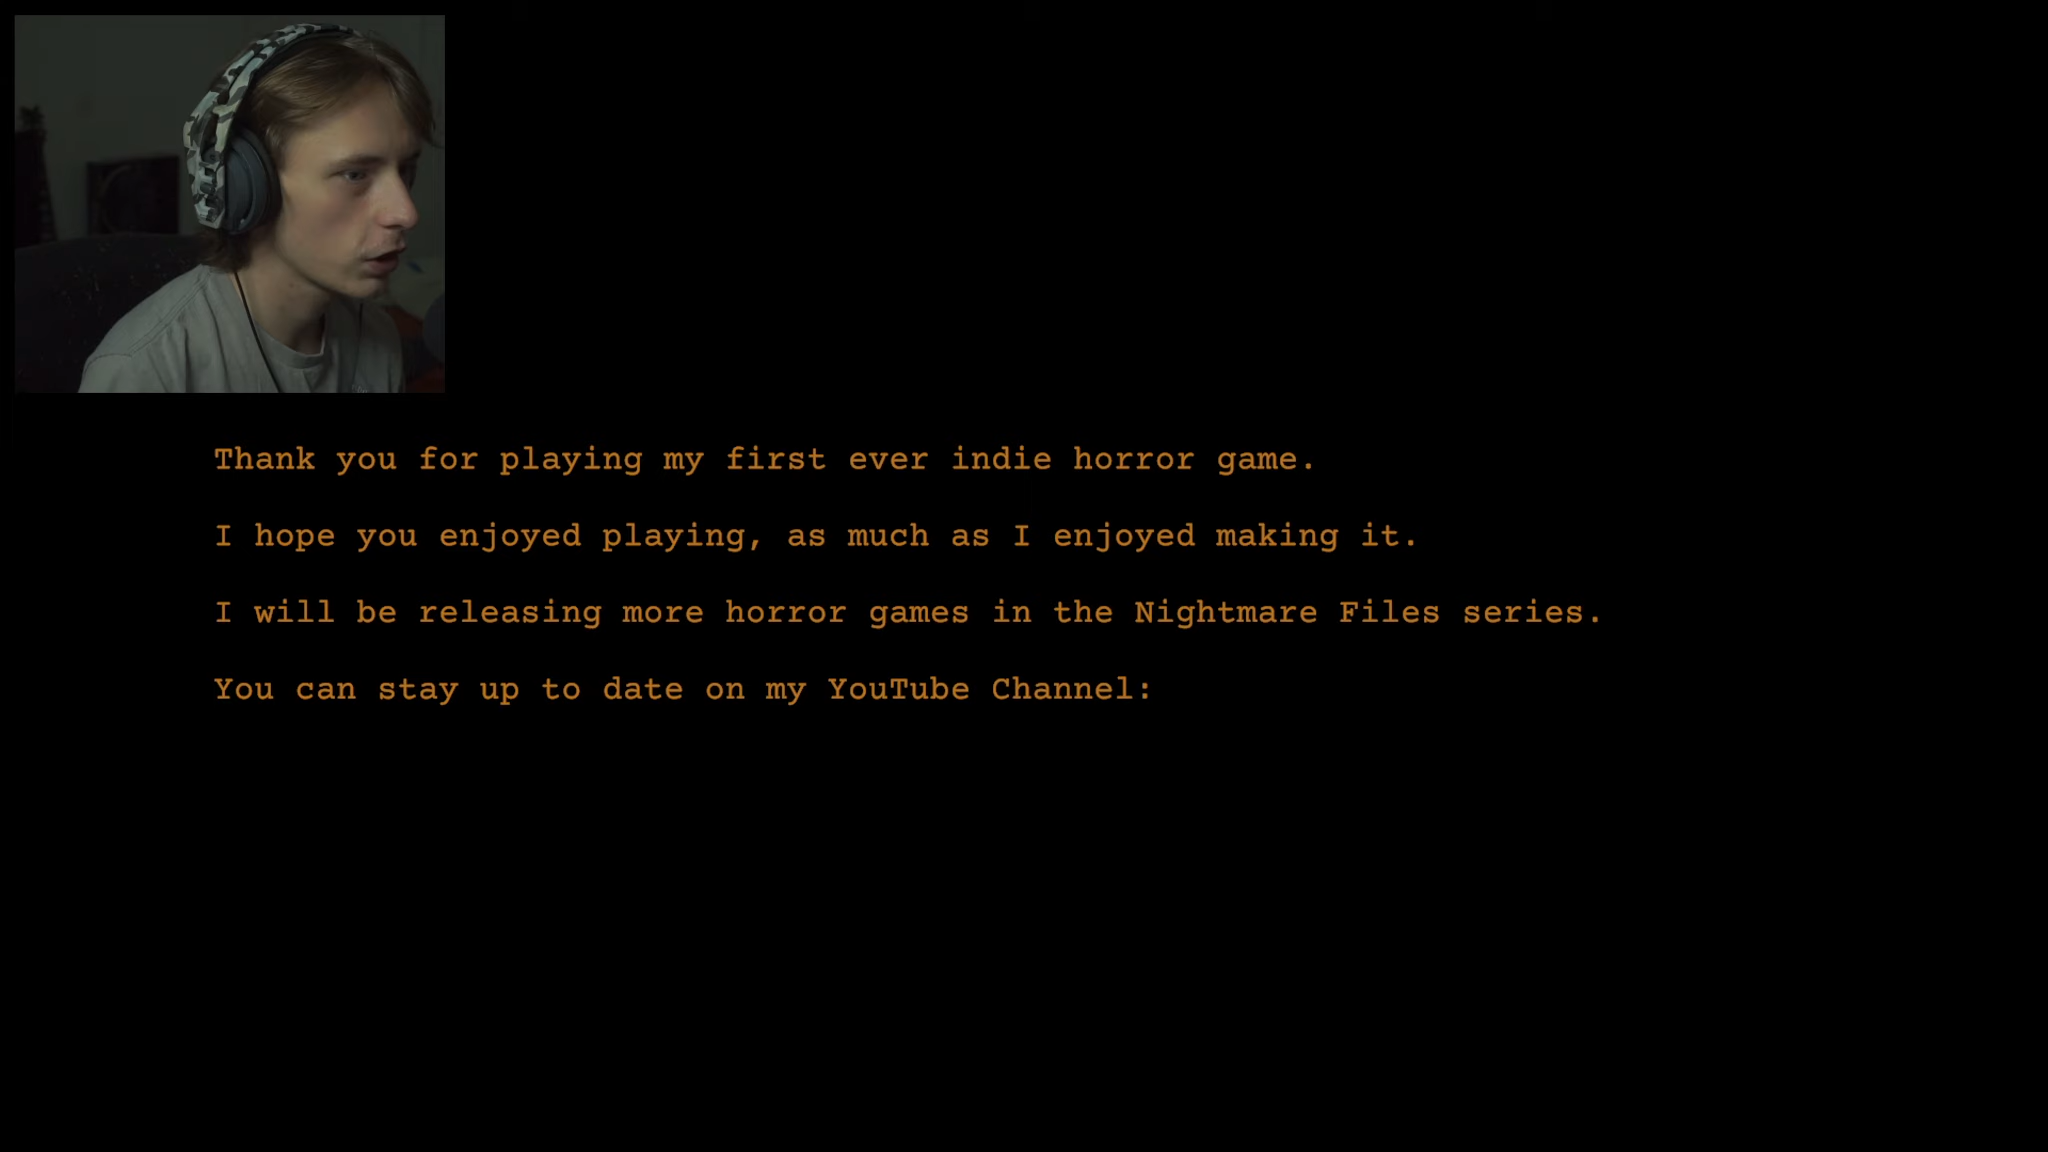 Thank you for playing my first ever indie horror game.
I hope you enjoyed playing, as much as I enjoyed making it.
I will be releasing more horror games in the Nightmare Files series.
You can stay up to date on my YouTube Channel: